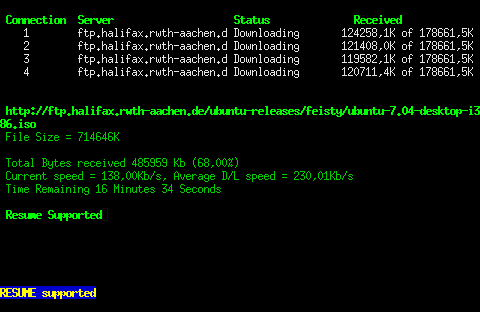 Connection Server Status Received
1 ftp.halifax.rwth-aachen.d Downloading 124258,1K of 178661,5K
2 ftp.halifax.rwth-aachen.d Downloading 121408,0K of 178661,5K
3 ftp.halifax.rwth-aachen.d Downloading 119582,1K of 178661,5K
4 ftp.halifax.rwth-aachen.d Downloading 120711,4K of 178661,5K
http://ftp.halifax.rwth-aachen.de/ubuntu-releases/feisty/ubuntu-7.04-desktop-i3
86.iso
File Size = 714646K
Total Bytes received 485959 Kb (68,00%)
Current speed = 138,00Kb/s, Average D/L speed = 230,01Kb/s
Time Remaining 16 Minutes 34 Seconds
Resume Supported
RESUME supported